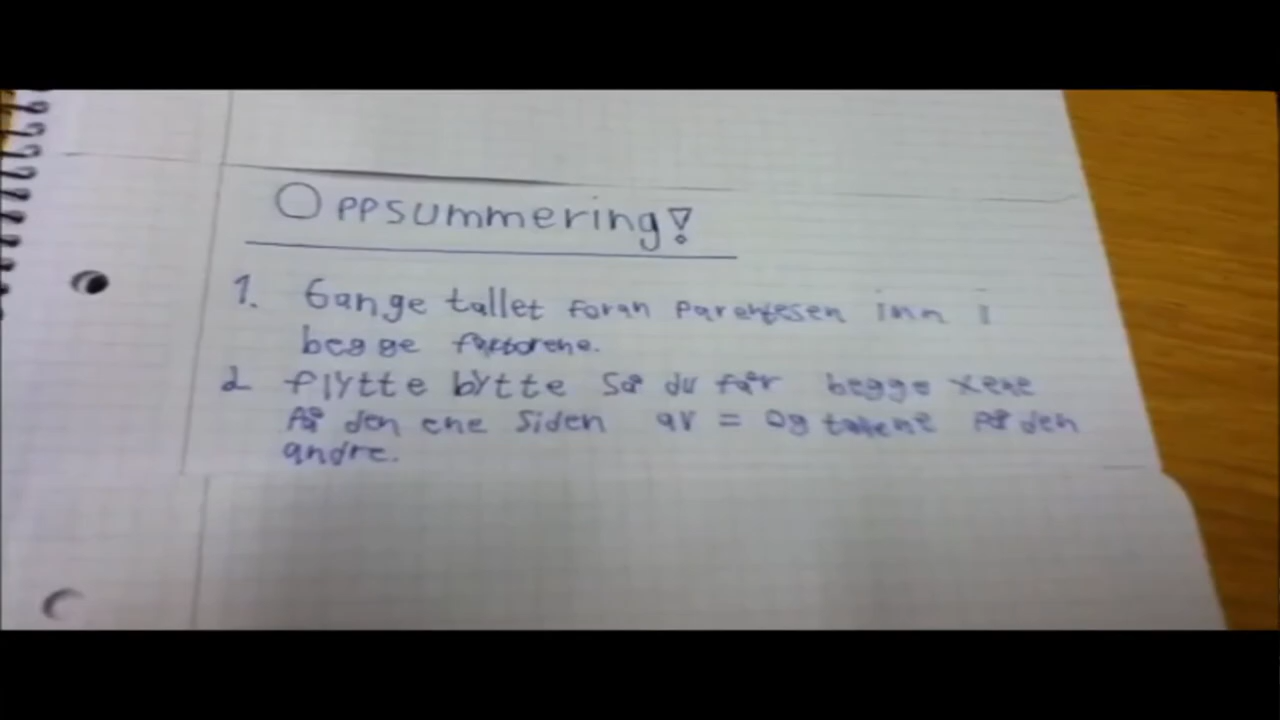 Oppsummering!
1. Gange tallet foran parentesen inn i
begge faktorene.
2 flytte bytte så du får begge xene
på den ene siden av = og tallene på den
andre.